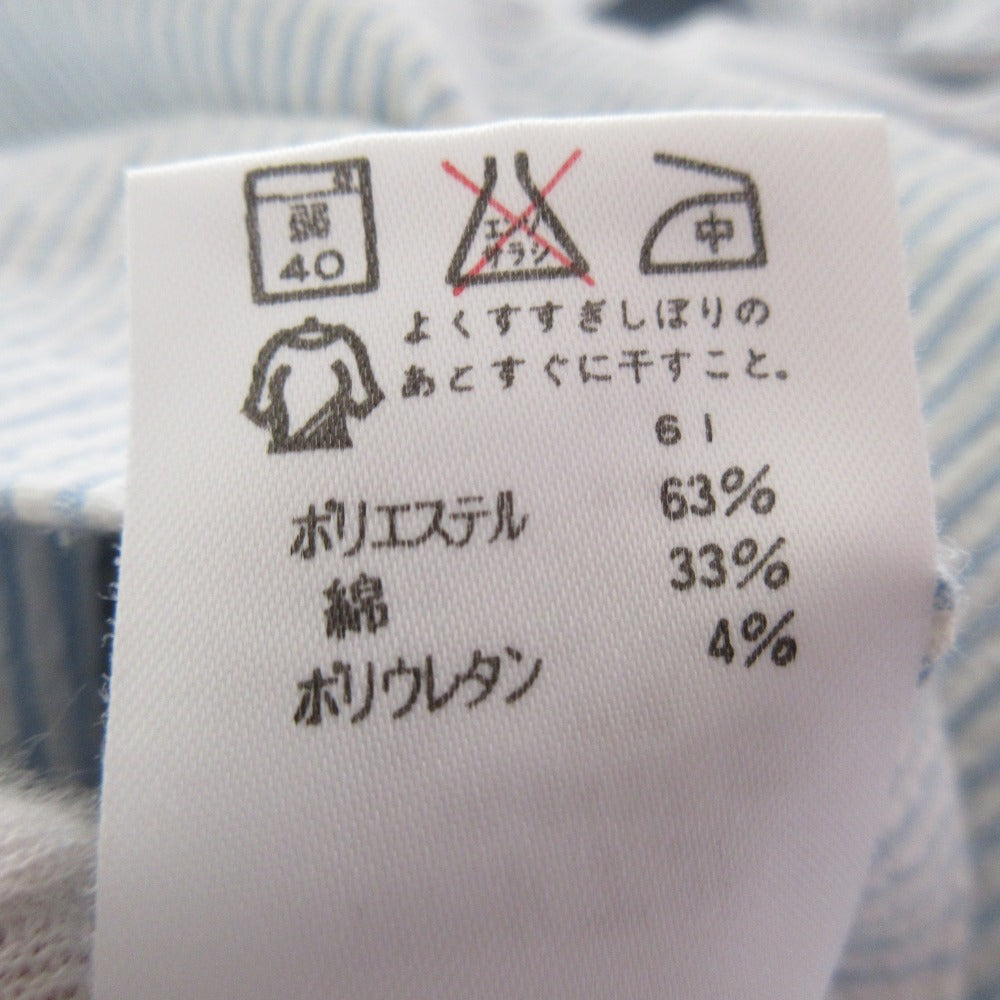 弱
40
エンソ
サラシ
中
よくすすぎしぼりの
あとすぐに干すこと。
61
ポリエステル 63%
綿 33%
ポリウレタン 4%